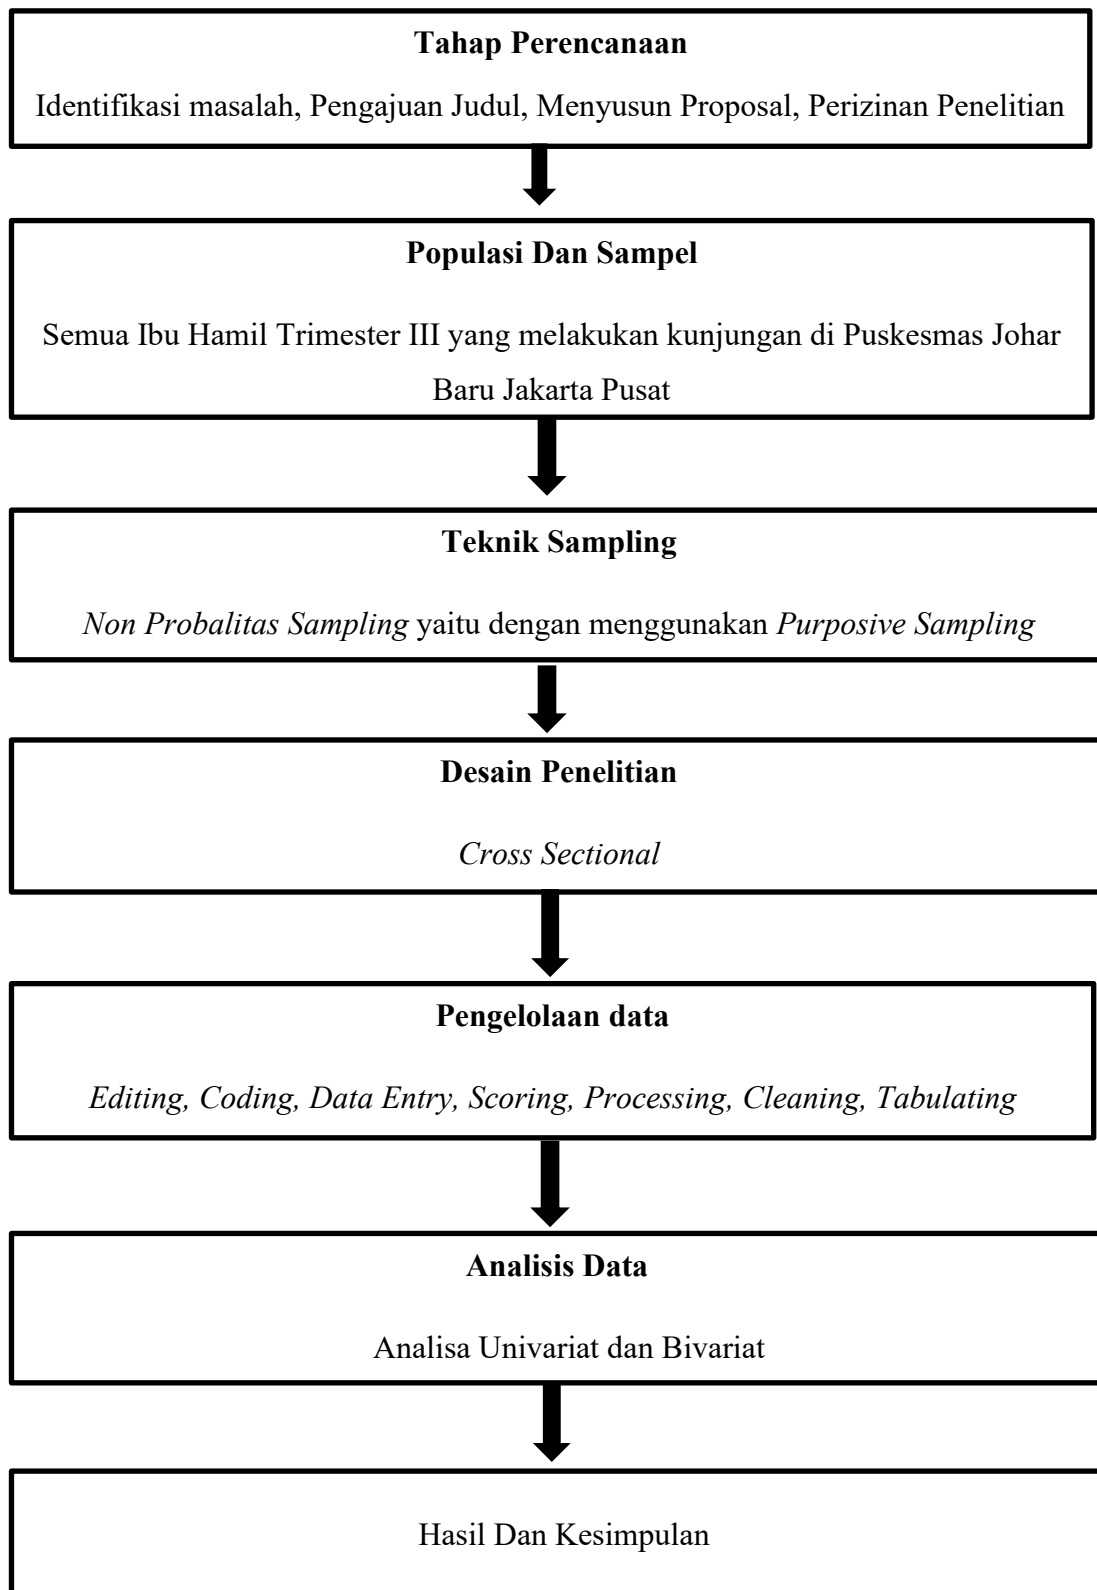 Tahap Perencanaan
Identifikasi masalah, Pengajuan Judul, Menyusun Proposal, Perizinan Penelitian
Populasi Dan Sampel
Semua Ibu Hamil Trimester III yang melakukan kunjungan di Puskesmas Johar
Baru Jakarta Pusat
Teknik Sampling
Non Probalitas Sampling yaitu dengan menggunakan Purposive Sampling
Desain Penelitian
Cross Sectional
Pengelolaan data
Editing, Coding, Data Entry, Scoring, Processing, Cleaning, Tabulating
Analisis Data
Analisa Univariat dan Bivariat
Hasil Dan Kesimpulan